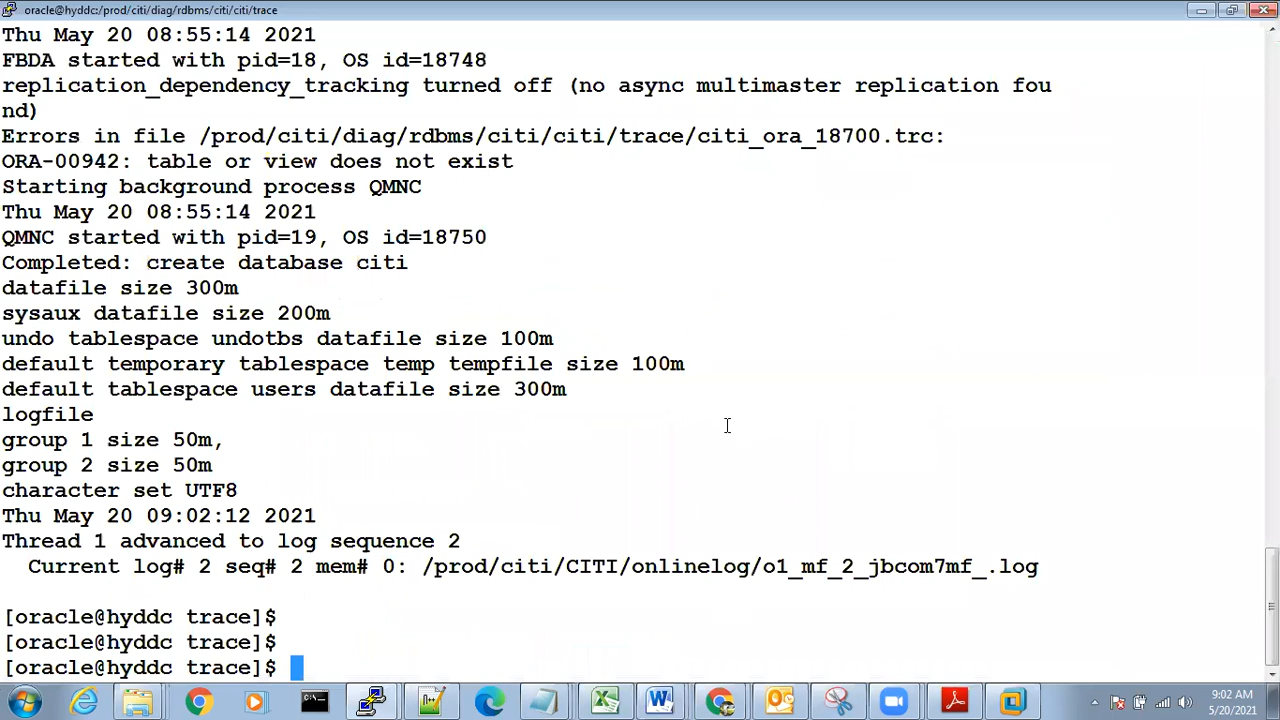 oracle@hyddc:/prod/citi/diag/rdbms/citi/citi/trace
Thu May 20 08:55:14 2021
FBDA started with pid=18, OS id=18748
replication_dependency_tracking turned off (no async multimaster replication fou
nd)
Errors in file /prod/citi/diag/rdbms/citi/citi/trace/citi_ora_18700.trc:
ORA-00942: table or view does not exist
Starting background process QMNC
Thu May 20 08:55:14 2021
QMNC started with pid=19, OS id=18750
Completed: create database citi
datafile size 300m
sysaux datafile size 200m
undo tablespace undotbs datafile size 100m
default temporary tablespace temp tempfile size 100m
default tablespace users datafile size 300m
logfile
group 1 size 50m,
group 2 size 50m
character set UTF8
Thu May 20 09:02:12 2021
Thread 1 advanced to log sequence 2
  Current log# 2 seq# 2 mem# 0: /prod/citi/CITI/onlinelog/o1_mf_2_jbcom7mf_.log
[oracle@hyddc trace]$
[oracle@hyddc trace]$
[oracle@hyddc trace]$
9:02 AM
5/20/2021